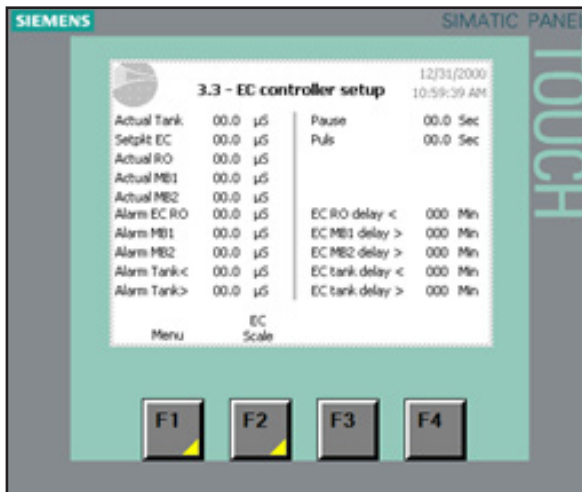 SIEMENS SIMATIC PANEL
TOUCH
12/31/2000
3.3 - EC controller setup 10:59:39 AM
Actual Tank 00.0 µS Pause 00.0 Sec
Setpkt EC 00.0 µS Puls 00.0 Sec
Actual RO 00.0 µS
Actual MB1 00.0 µS
Actual MB2 00.0 µS
Alarm EC RO 00.0 µS EC RO delay < 000 Min
Alarm MB1 00.0 µS EC MB1 delay > 000 Min
Alarm MB2 00.0 µS EC MB2 delay > 000 Min
Alarm Tank< 00.0 µS EC tank delay < 000 Min
Alarm Tank> 00.0 µS EC tank delay > 000 Min
Menu EC Scale
F1 F2 F3 F4